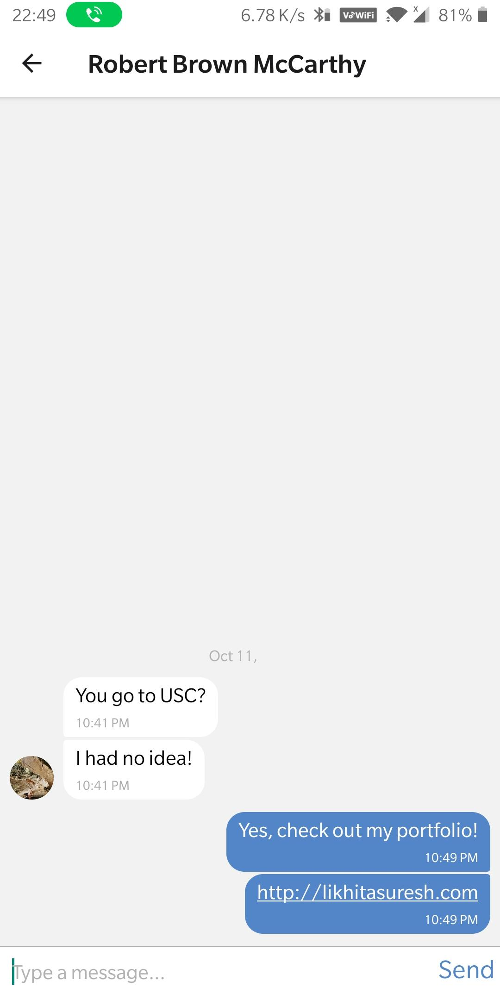 22:49 6.78 K/s VoWiFi x 81%
Robert Brown McCarthy
Oct 11,
You go to USC?
10:41 PM
I had no idea!
10:41 PM
Yes, check out my portfolio!
10:49 PM
http://likhitasuresh.com
10:49 PM
Type a message...
Send